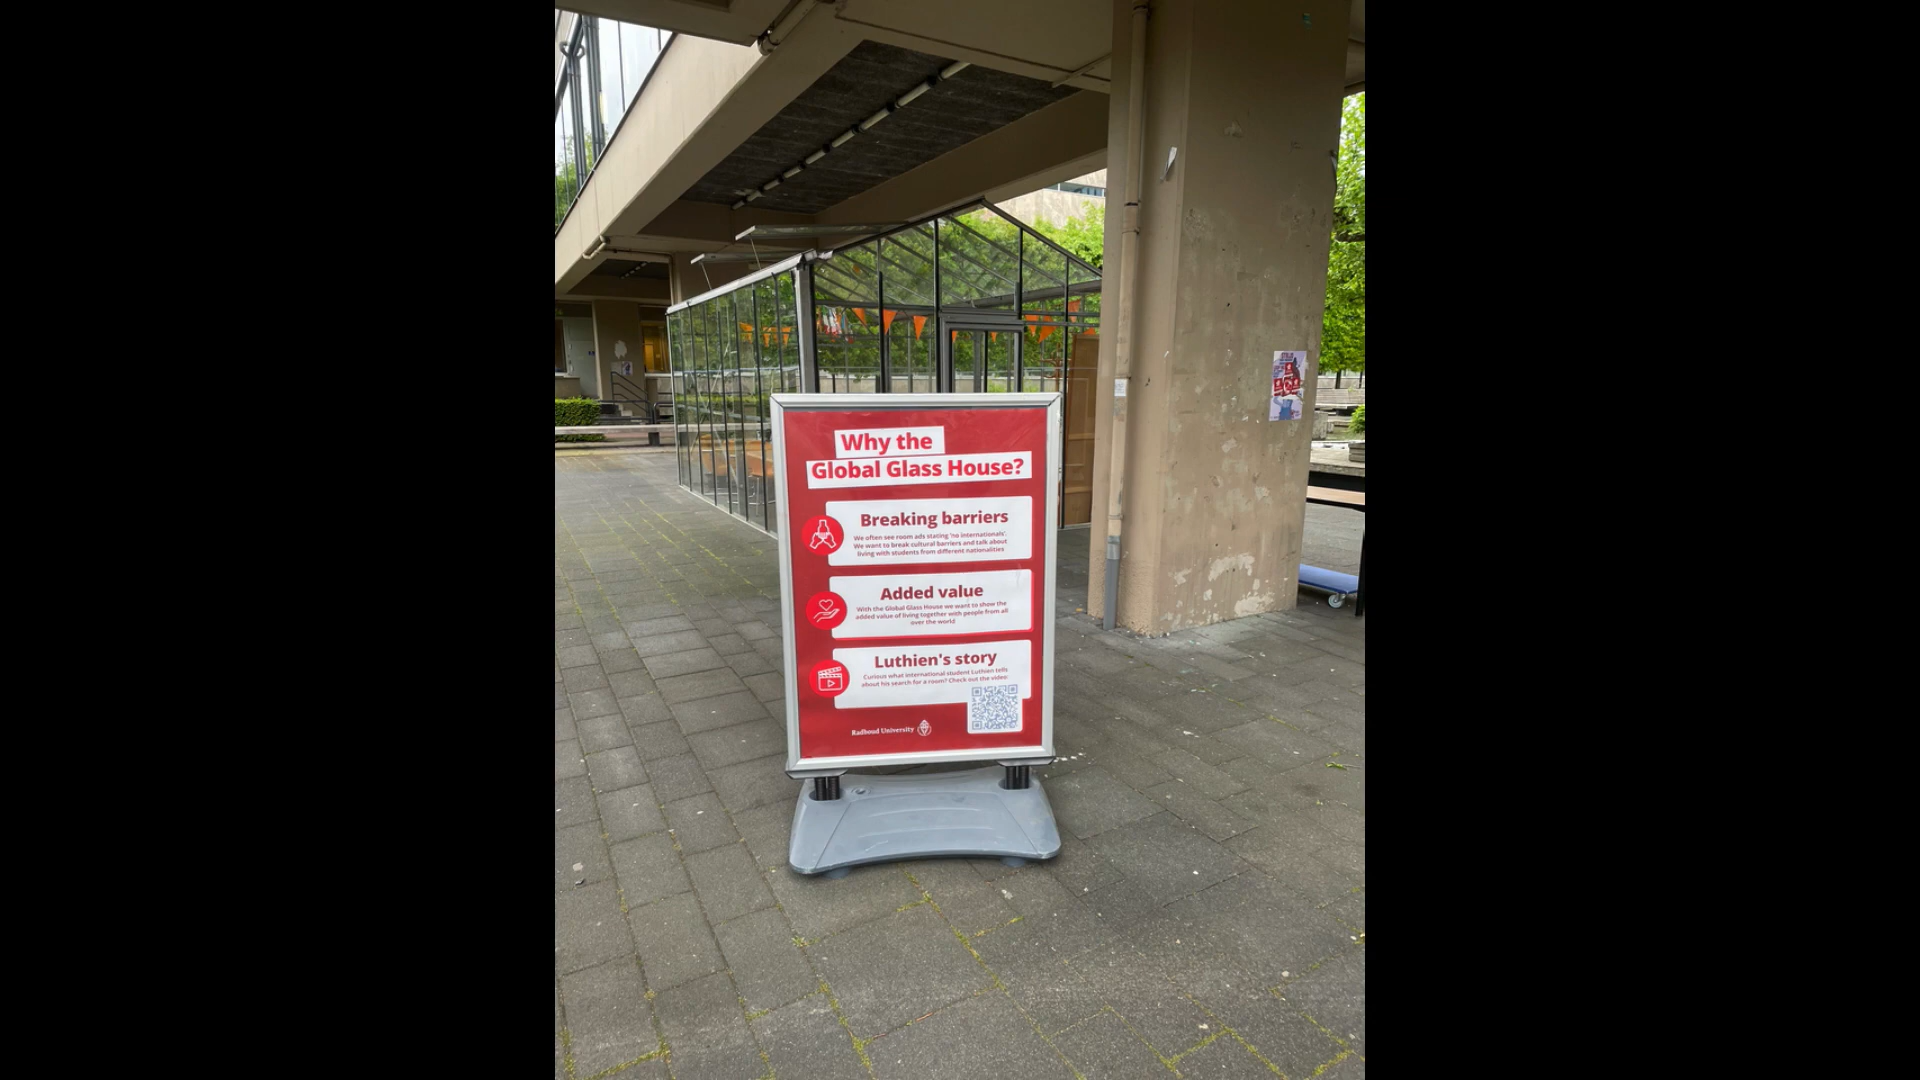 Why the
Global Glass House?
Breaking barriers
We often see room ads stating 'no internationals'.
We want to break cultural barriers and talk about
living with students from different nationalities
Added value
With the Global Glass House we want to show the
added value of living together with people from all
over the world
Luthien's story
Curious what international student Luthien tells
about his search for a room? Check out the video:
Radboud University